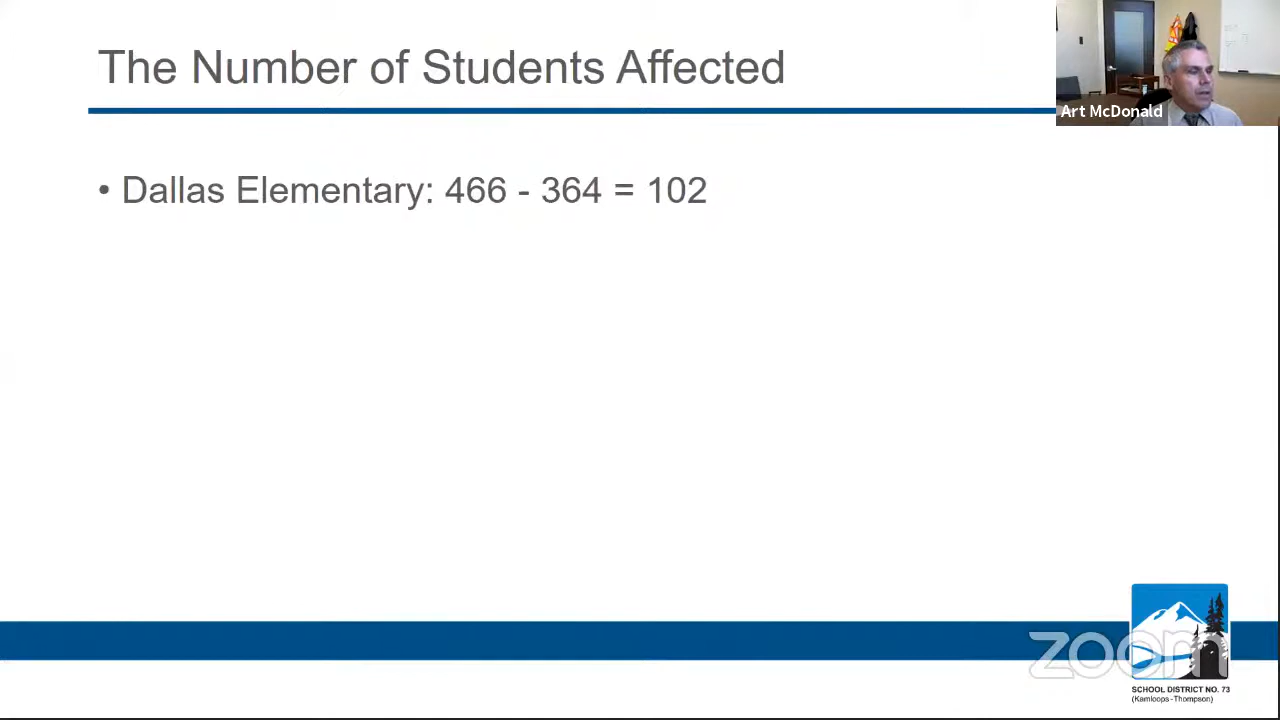 The Number of Students Affected
Art McDonald
• Dallas Elementary: 466 - 364 = 102
zoom
SCHOOL DISTRICT NO. 73
(Kamloops-Thompson)